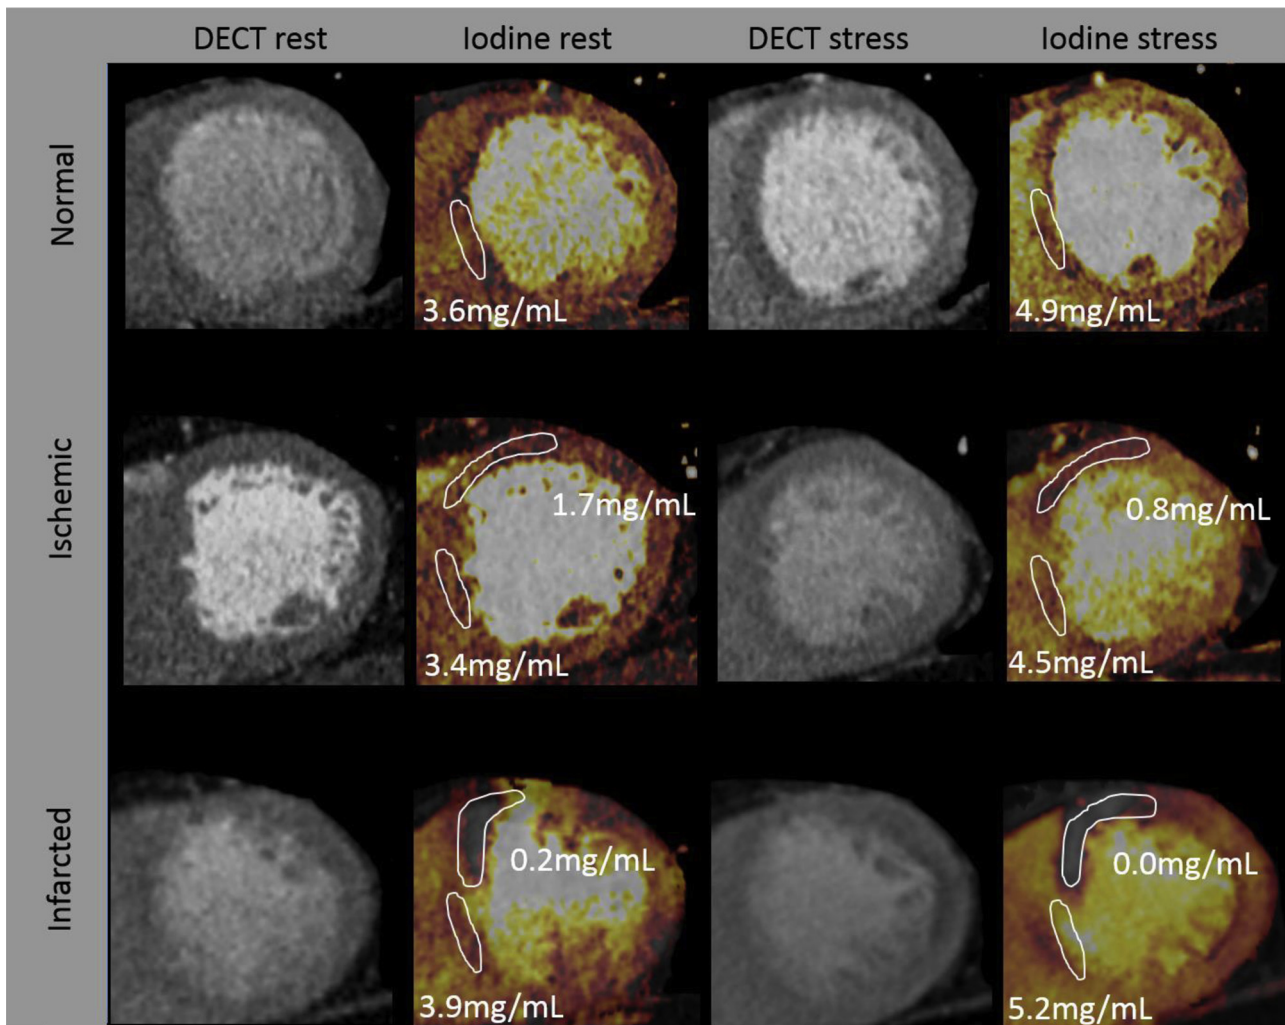 DECT rest Iodine rest DECT stress Iodine stress
Normal
3.6mg/mL 4.9mg/mL
Ischemic
1.7mg/mL 0.8mg/mL
3.4mg/mL 4.5mg/mL
Infarcted
0.2mg/mL 0.0mg/mL
3.9mg/mL 5.2mg/mL